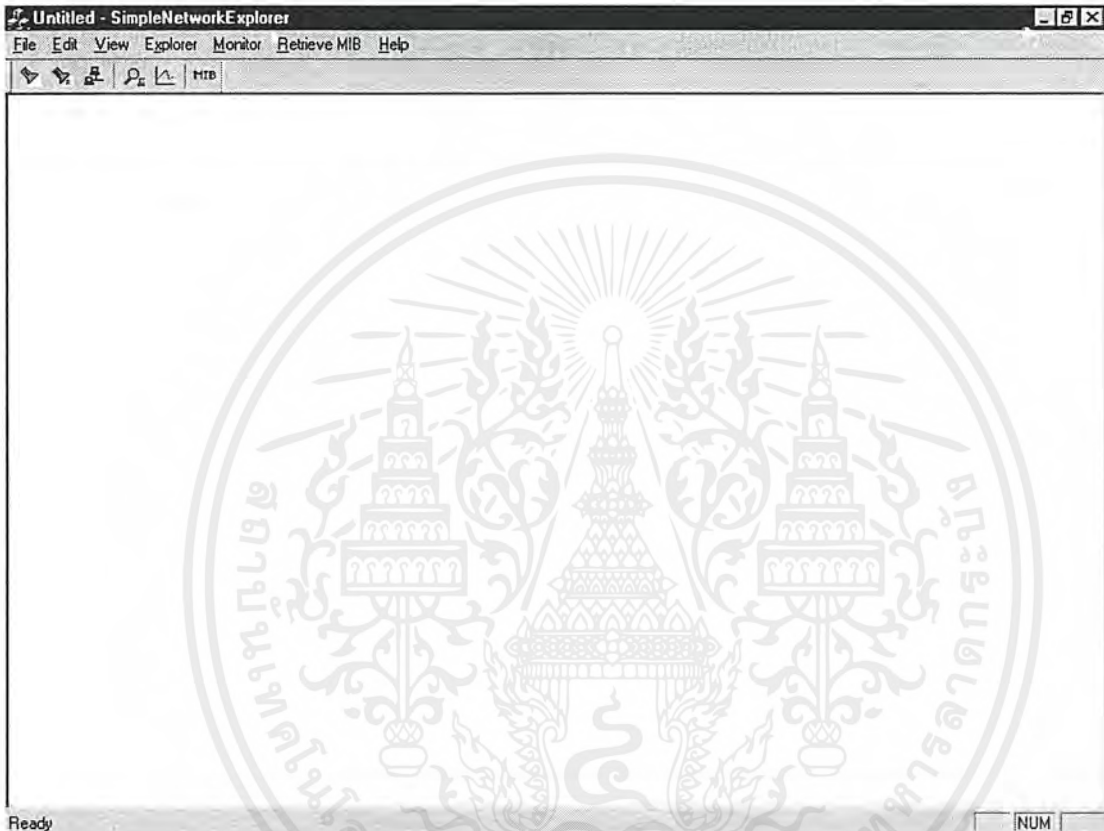 Untitled - SimpleNetworkExplorer
File Edit View Explorer Monitor Retrieve MIB Help
MIB
Ready
NUM